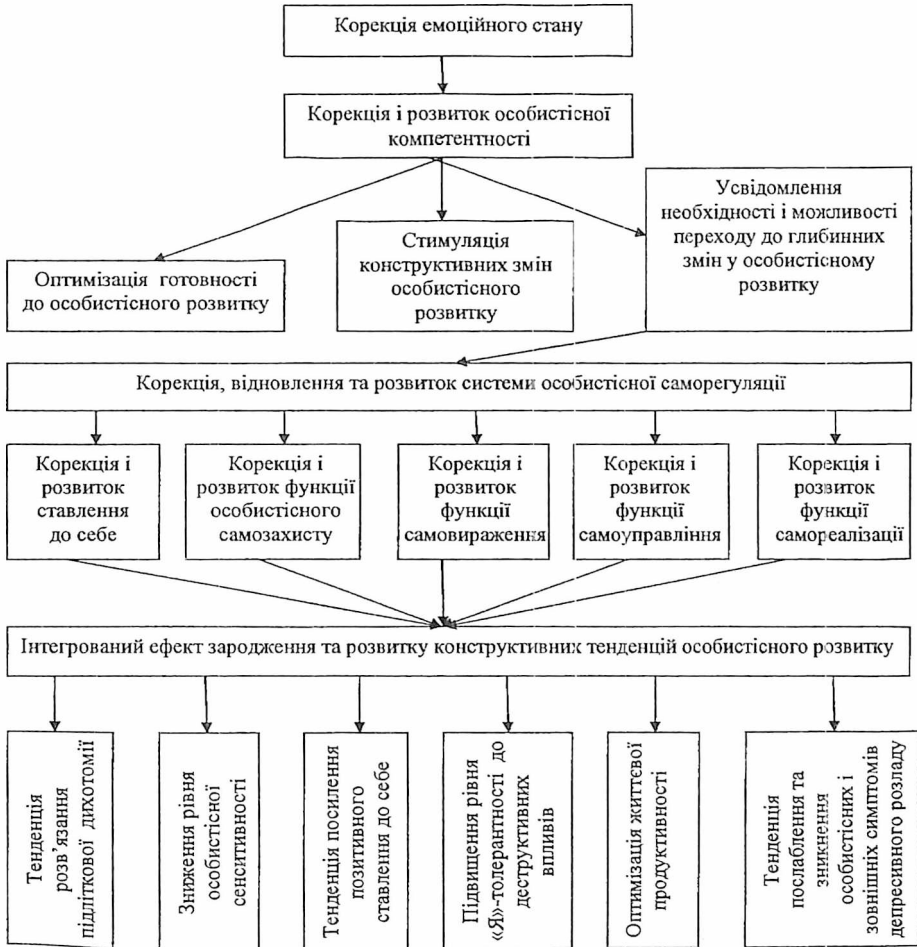 Корекція емоційного стану
Корекція і розвиток особистісної
компетентності
Оптимізація готовності
до особистісного розвитку
Стимуляція
конструктивних змін
особистісного
розвитку
Усвідомлення
необхідності і можливості
переходу до глибинних
змін у особистісному
розвитку
Корекція, відновлення та розвиток системи особистісної саморегуляції
Корекція і
розвиток
ставлення
до себе
Корекція і
розвиток функції
особистісного
самозахисту
Корекція і
розвиток
функції
самовираження
Корекція і
розвиток
функції
самоуправління
Корекція і
розвиток
функції
самореалізації
Інтегрований ефект зародження та розвитку конструктивних тенденцій особистісного розвитку
Тенденція
розв’язання
підліткової дихотомії
Зниження рівня
особистісної
сенситивності
Тенденція посилення
позитивного
ставлення до себе
Підвищення рівня
«Я»-толерантності до
деструктивних
впливів
Оптимізація життєвої
продуктивності
Тенденція
послаблення та
зникнення
особистісних і
зовнішніх симптомів
депресивного розладу